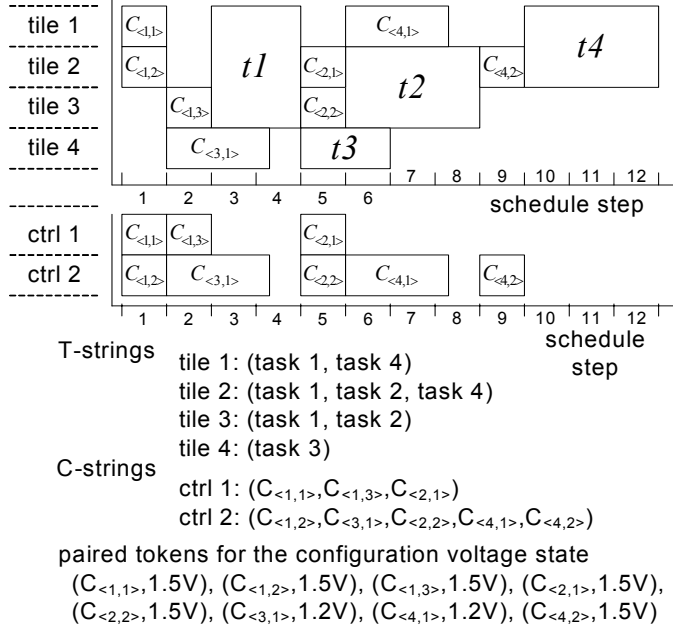 tile 1 C<1,1> C<4,1>
t1 t4
tile 2 C<1,2> C<2,1> t2 C<4,2>
tile 3 C<1,3> C<2,2>
tile 4 C<3,1> t3
1 2 3 4 5 6 7 8 9 10 11 12
schedule step
ctrl 1 C<1,1> C<1,3> C<2,1>
ctrl 2 C<1,2> C<3,1> C<2,2> C<4,1> C<4,2>
1 2 3 4 5 6 7 8 9 10 11 12
schedule
step
T-strings
tile 1: (task 1, task 4)
tile 2: (task 1, task 2, task 4)
tile 3: (task 1, task 2)
tile 4: (task 3)
C-strings
ctrl 1: (C<1,1>,C<1,3>,C<2,1>)
ctrl 2: (C<1,2>,C<3,1>,C<2,2>,C<4,1>,C<4,2>)
paired tokens for the configuration voltage state
(C<1,1>,1.5V), (C<1,2>,1.5V), (C<1,3>,1.5V), (C<2,1>,1.5V),
(C<2,2>,1.5V), (C<3,1>,1.2V), (C<4,1>,1.2V), (C<4,2>,1.5V)